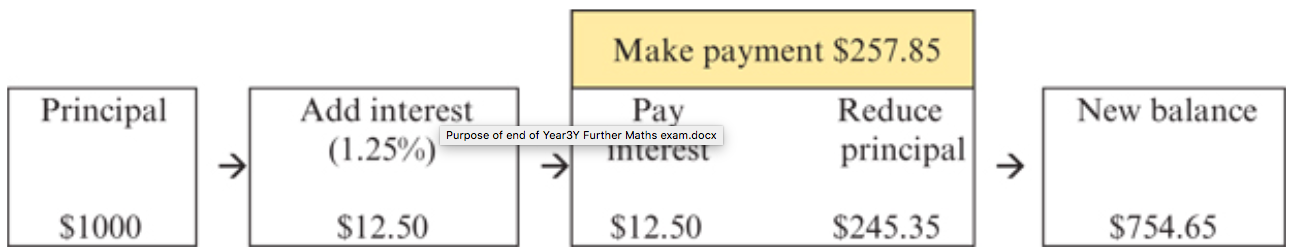 Make payment $257.85
Principal
$1000
→
Add interest
(1.25%)
$12.50
→
Pay
interest
$12.50
Reduce
principal
$245.35
→
New balance
$754.65
Purpose of end of Year3Y Further Maths exam.docx